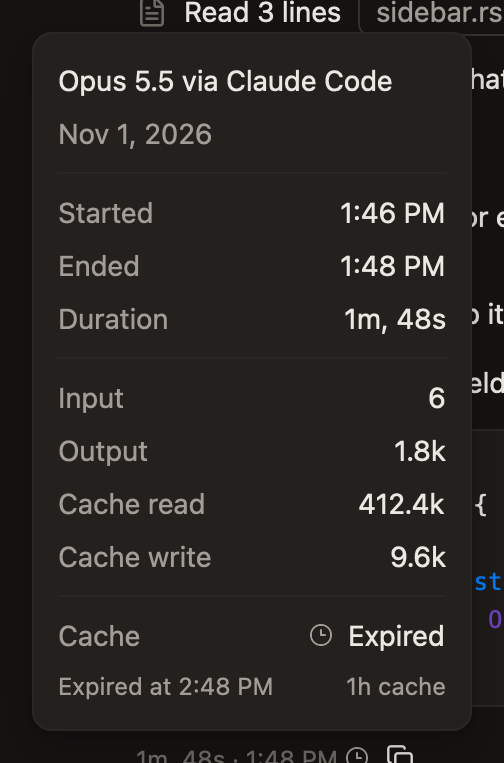 Read 3 lines sidebar.rs
Opus 5.5 via Claude Code
Nov 1, 2026
Started 1:46 PM
Ended 1:48 PM
Duration 1m, 48s
Input 6
Output 1.8k
Cache read 412.4k
Cache write 9.6k
{
st
0
Cache Expired
Expired at 2:48 PM 1h cache
1m, 48s · 1:48 PM